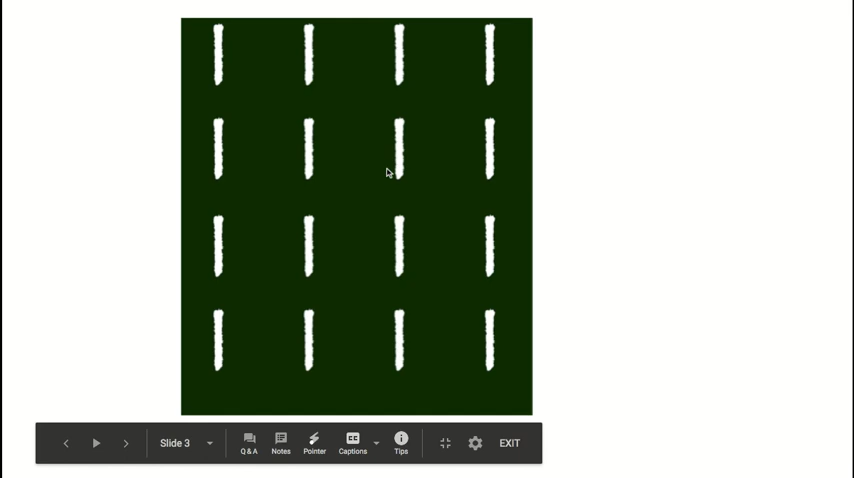 Slide 3
Q & A
Notes
Pointer
CC
Captions
Tips
EXIT